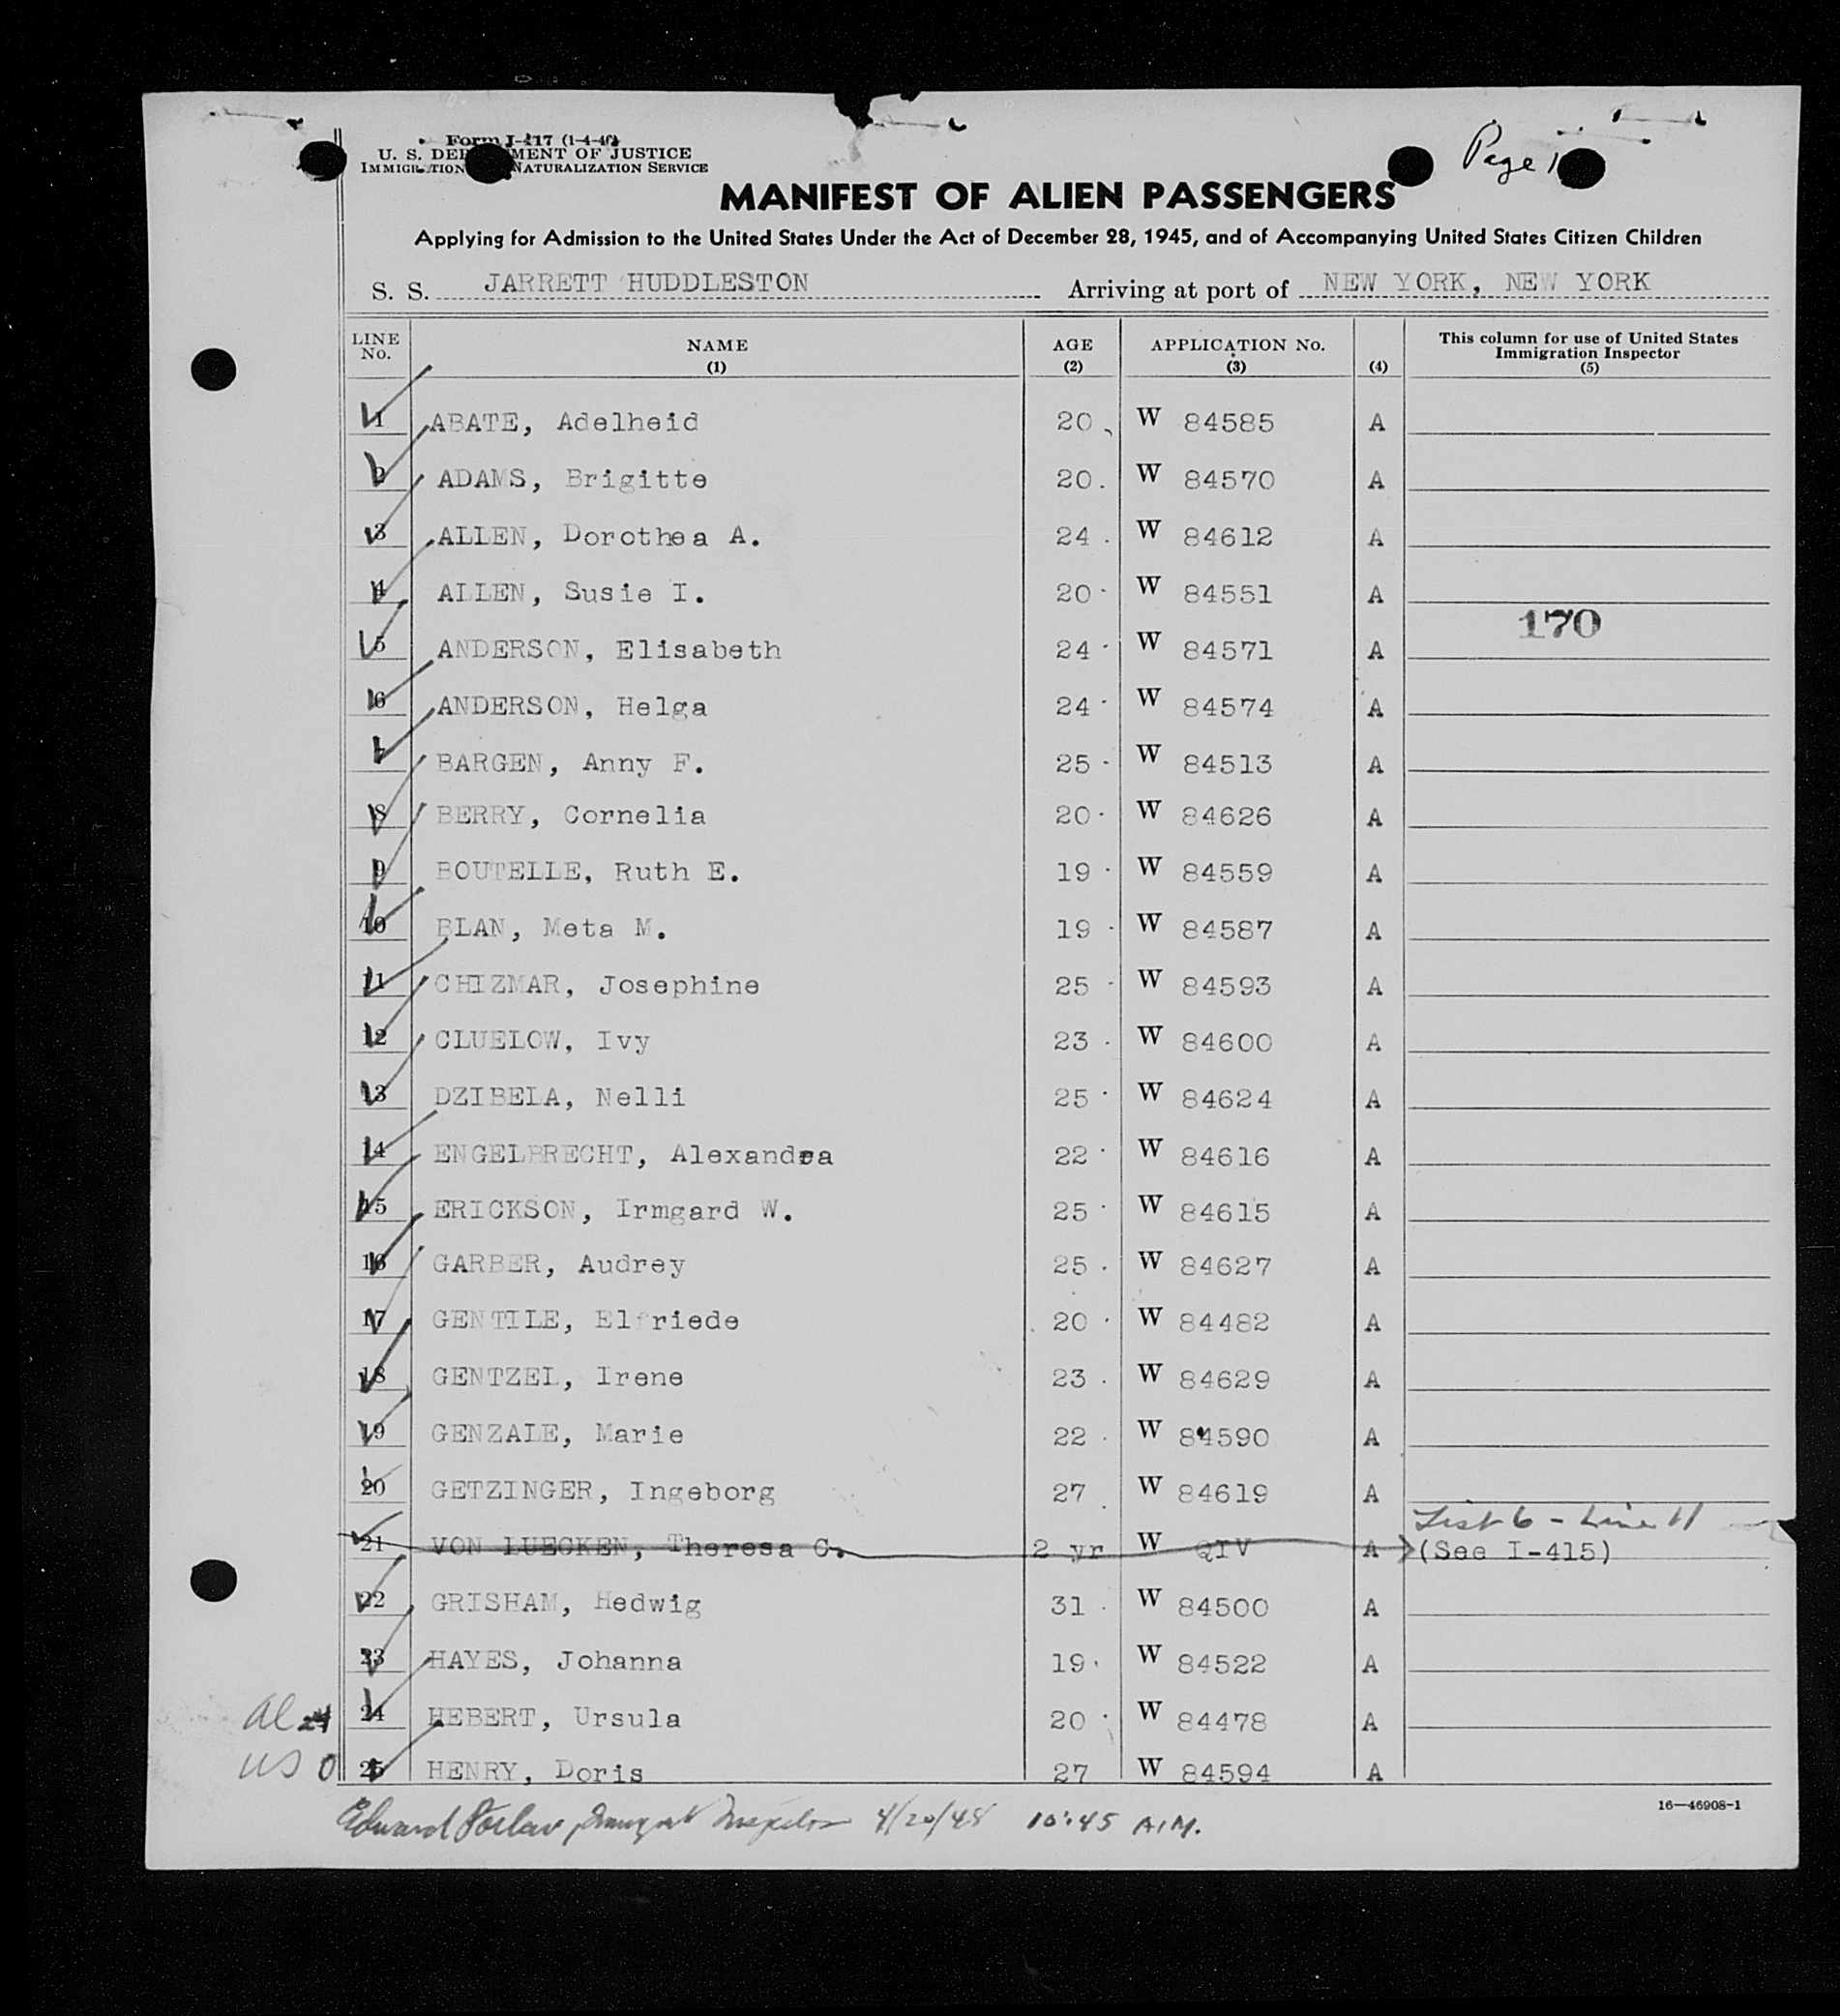 Page 1
Form I-417 (1-4-46)
U. S. DEPARTMENT OF JUSTICE
IMMIGRATION NATURALIZATION SERVICE
MANIFEST OF ALIEN PASSENGERS
Applying for Admission to the United States Under the Act of December 28, 1945, and of Accompanying United States Citizen Children
S. S. JARRETT HUDDLESTON Arriving at port of NEW YORK, NEW YORK
LINE No. NAME (1) AGE (2) APPLICATION No. (3) (4) This column for use of United States Immigration Inspector (5)
1 ABATE, Adelheid 20 W 84585 A
2 ADAMS, Brigitte 20. W 84570 A
3 ALLEN, Dorothea A. 24. W 84612 A
4 ALLEN, Susie I. 20. W 84551 A
170
5 ANDERSON, Elisabeth 24. W 84571 A
6 ANDERSON, Helga 24. W 84574 A
7 BARGEN, Anny F. 25. W 84513 A
8 BERRY, Cornelia 20. W 84626 A
9 BOUTELLE, Ruth E. 19. W 84559 A
10 BLAN, Meta M. 19. W 84587 A
11 CHIZMAR, Josephine 25. W 84593 A
12 CLUELOW, Ivy 23. W 84600 A
13 DZIBELA, Nelli 25. W 84624 A
14 ENGELBRECHT, Alexandra 22. W 84616 A
15 ERICKSON, Irmgard W. 25. W 84615 A
16 GARBER, Audrey 25. W 84627 A
17 GENTILE, Elfriede 20. W 84482 A
18 GENTZEL, Irene 23. W 84629 A
19 GENZALE, Marie 22. W 84590 A
20 GETZINGER, Ingeborg 27. W 84619 A
List 6 - Line 11
21 VON LUECKEN, Theresa C. 2 yr W QIV A (See I-415)
22 GRISHAM, Hedwig 31. W 84500 A
23 HAYES, Johanna 19. W 84522 A
al 24
24 HEBERT, Ursula 20. W 84478 A
US 0
25 HENRY, Doris 27 W 84594 A
16—46908-1
Edward Inspector 4/20/48 10:45 A.M.